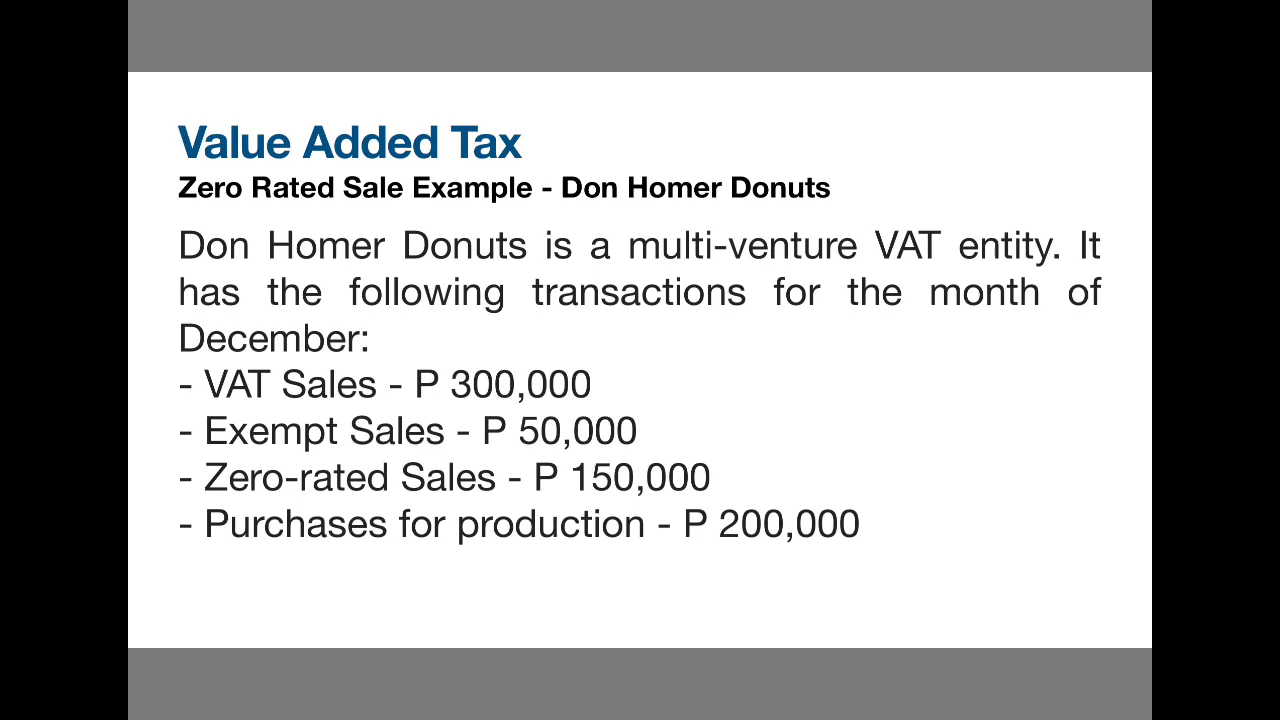 Value Added Tax
Zero Rated Sale Example - Don Homer Donuts
Don Homer Donuts is a multi-venture VAT entity. It
has the following transactions for the month of
December:
- VAT Sales - P 300,000
- Exempt Sales - P 50,000
- Zero-rated Sales - P 150,000
- Purchases for production - P 200,000